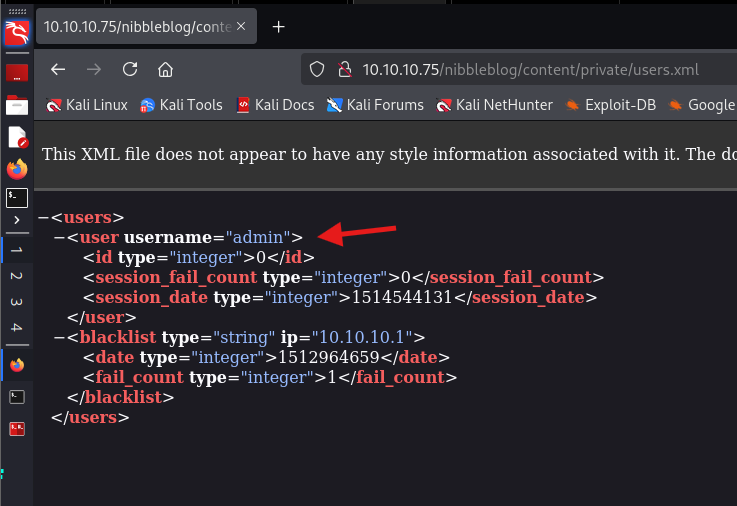 10.10.10.75/nibbleblog/conte
10.10.10.75/nibbleblog/content/private/users.xml
Kali Linux Kali Tools Kali Docs Kali Forums Kali NetHunter Exploit-DB Google
This XML file does not appear to have any style information associated with it. The do
−<users>
−<user username="admin">
<id type="integer">0</id>
<session_fail_count type="integer">0</session_fail_count>
<session_date type="integer">1514544131</session_date>
</user>
−<blacklist type="string" ip="10.10.10.1">
<date type="integer">1512964659</date>
<fail_count type="integer">1</fail_count>
</blacklist>
</users>
1
2
3
4